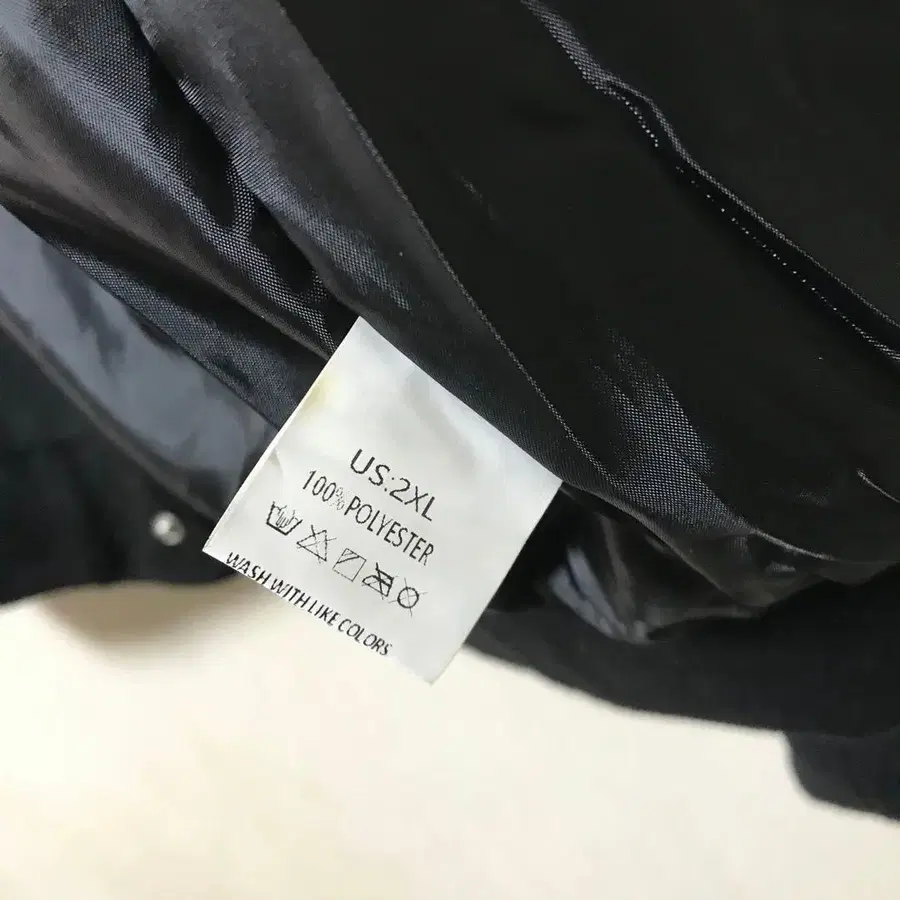 US:2XL
100% POLYESTER
WASH WITH LIKE COLORS